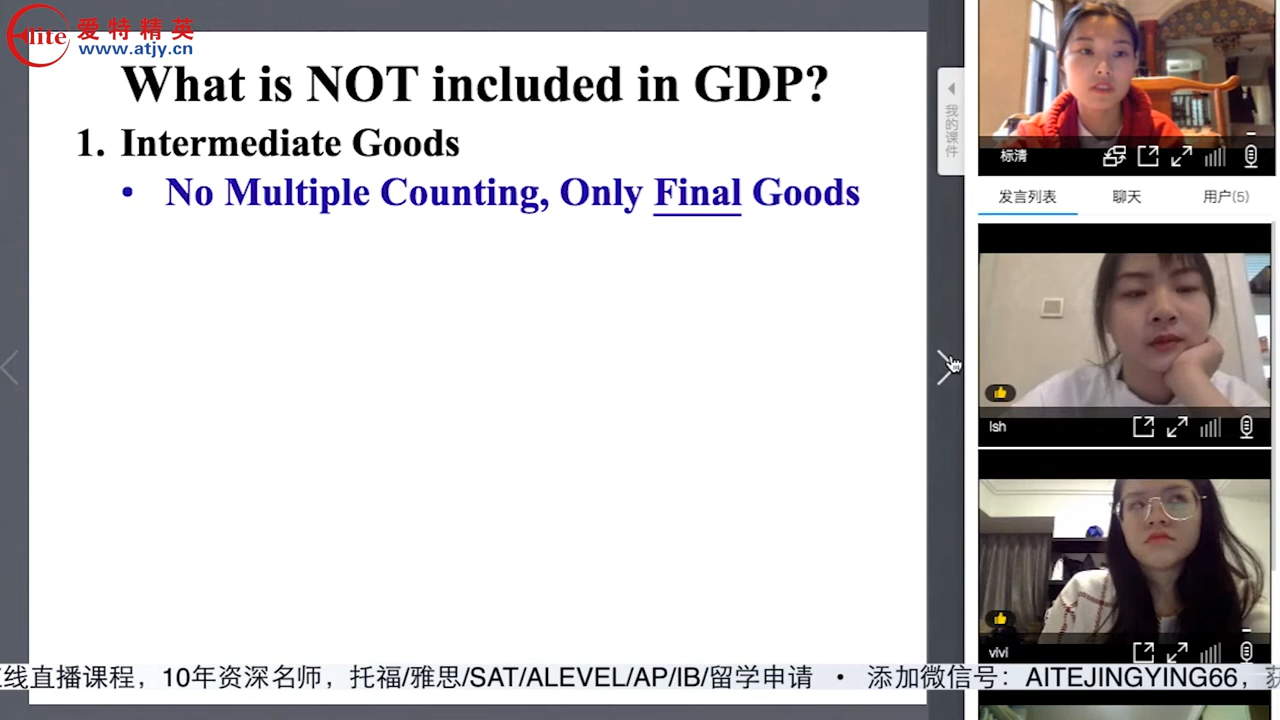 Elite 爱特精英
www.atjy.cn
What is NOT included in GDP?
1. Intermediate Goods
• No Multiple Counting, Only Final Goods
我的课件
标清
发言列表 聊天 用户(5)
lsh
vivi
线直播课程，10年资深名师，托福/雅思/SAT/ALEVEL/AP/IB/留学申请 • 添加微信号：AITEJINGYING66，